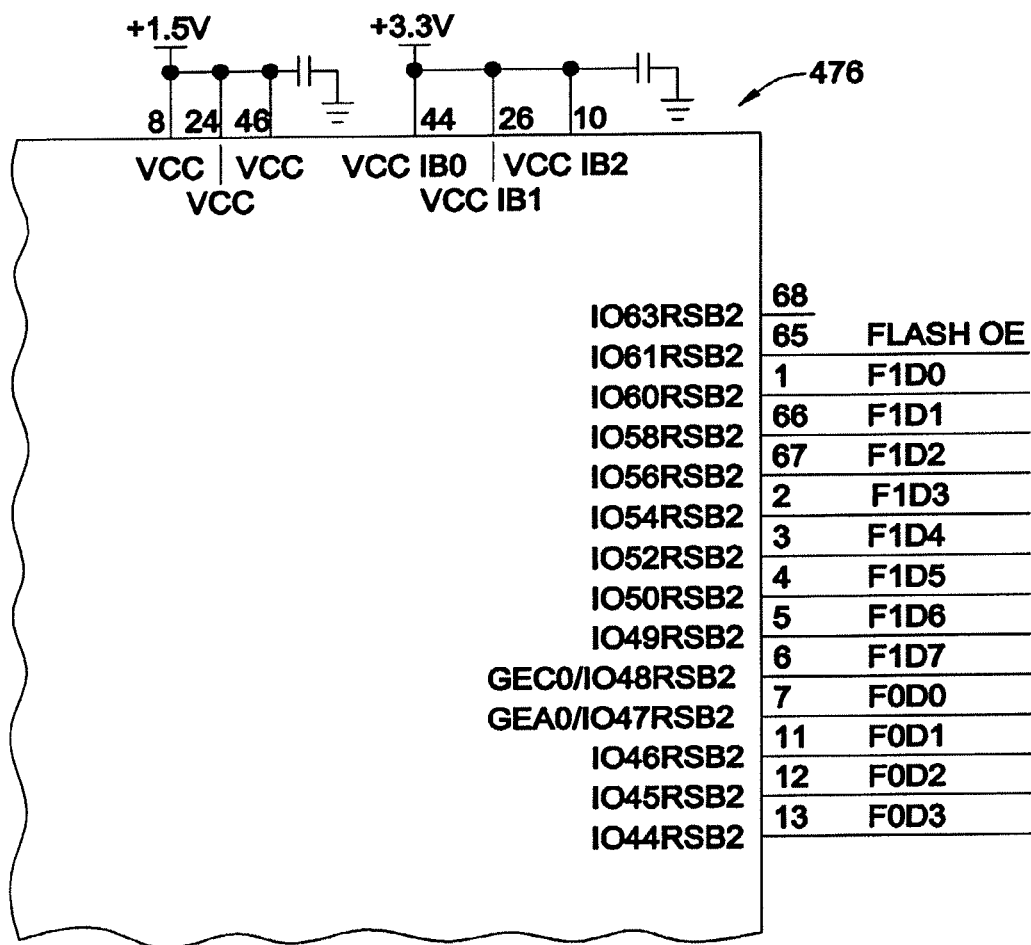 +1.5V +3.3V
476
8 24 46 44 26 10
VCC VCC VCC IB0 VCC IB2
VCC VCC IB1
68
IO63RSB2
65 FLASH OE
IO61RSB2
1 F1D0
IO60RSB2
66 F1D1
IO58RSB2
67 F1D2
IO56RSB2
2 F1D3
IO54RSB2
3 F1D4
IO52RSB2
4 F1D5
IO50RSB2
5 F1D6
IO49RSB2
6 F1D7
GEC0/IO48RSB2
7 F0D0
GEA0/IO47RSB2
11 F0D1
IO46RSB2
12 F0D2
IO45RSB2
13 F0D3
IO44RSB2